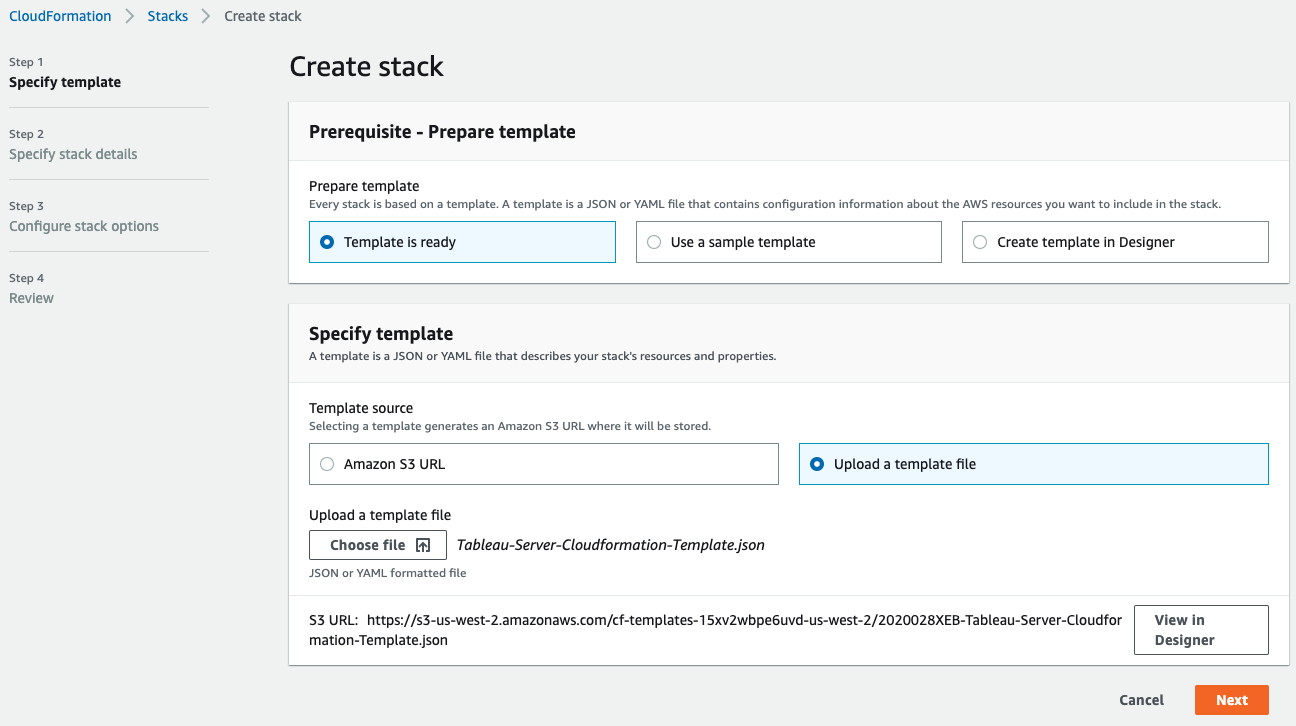 CloudFormation > Stacks > Create stack
Step 1
Specify template
Step 2
Specify stack details
Step 3
Configure stack options
Step 4
Review
Create stack
Prerequisite - Prepare template
Prepare template
Every stack is based on a template. A template is a JSON or YAML file that contains configuration information about the AWS resources you want to include in the stack.
Template is ready
Use a sample template
Create template in Designer
Specify template
A template is a JSON or YAML file that describes your stack's resources and properties.
Template source
Selecting a template generates an Amazon S3 URL where it will be stored.
Amazon S3 URL
Upload a template file
Upload a template file
Choose file
Tableau-Server-Cloudformation-Template.json
JSON or YAML formatted file
S3 URL: https://s3-us-west-2.amazonaws.com/cf-templates-15xv2wbpe6uvd-us-west-2/2020028XEB-Tableau-Server-Cloudfor
mation-Template.json
View in
Designer
Cancel
Next